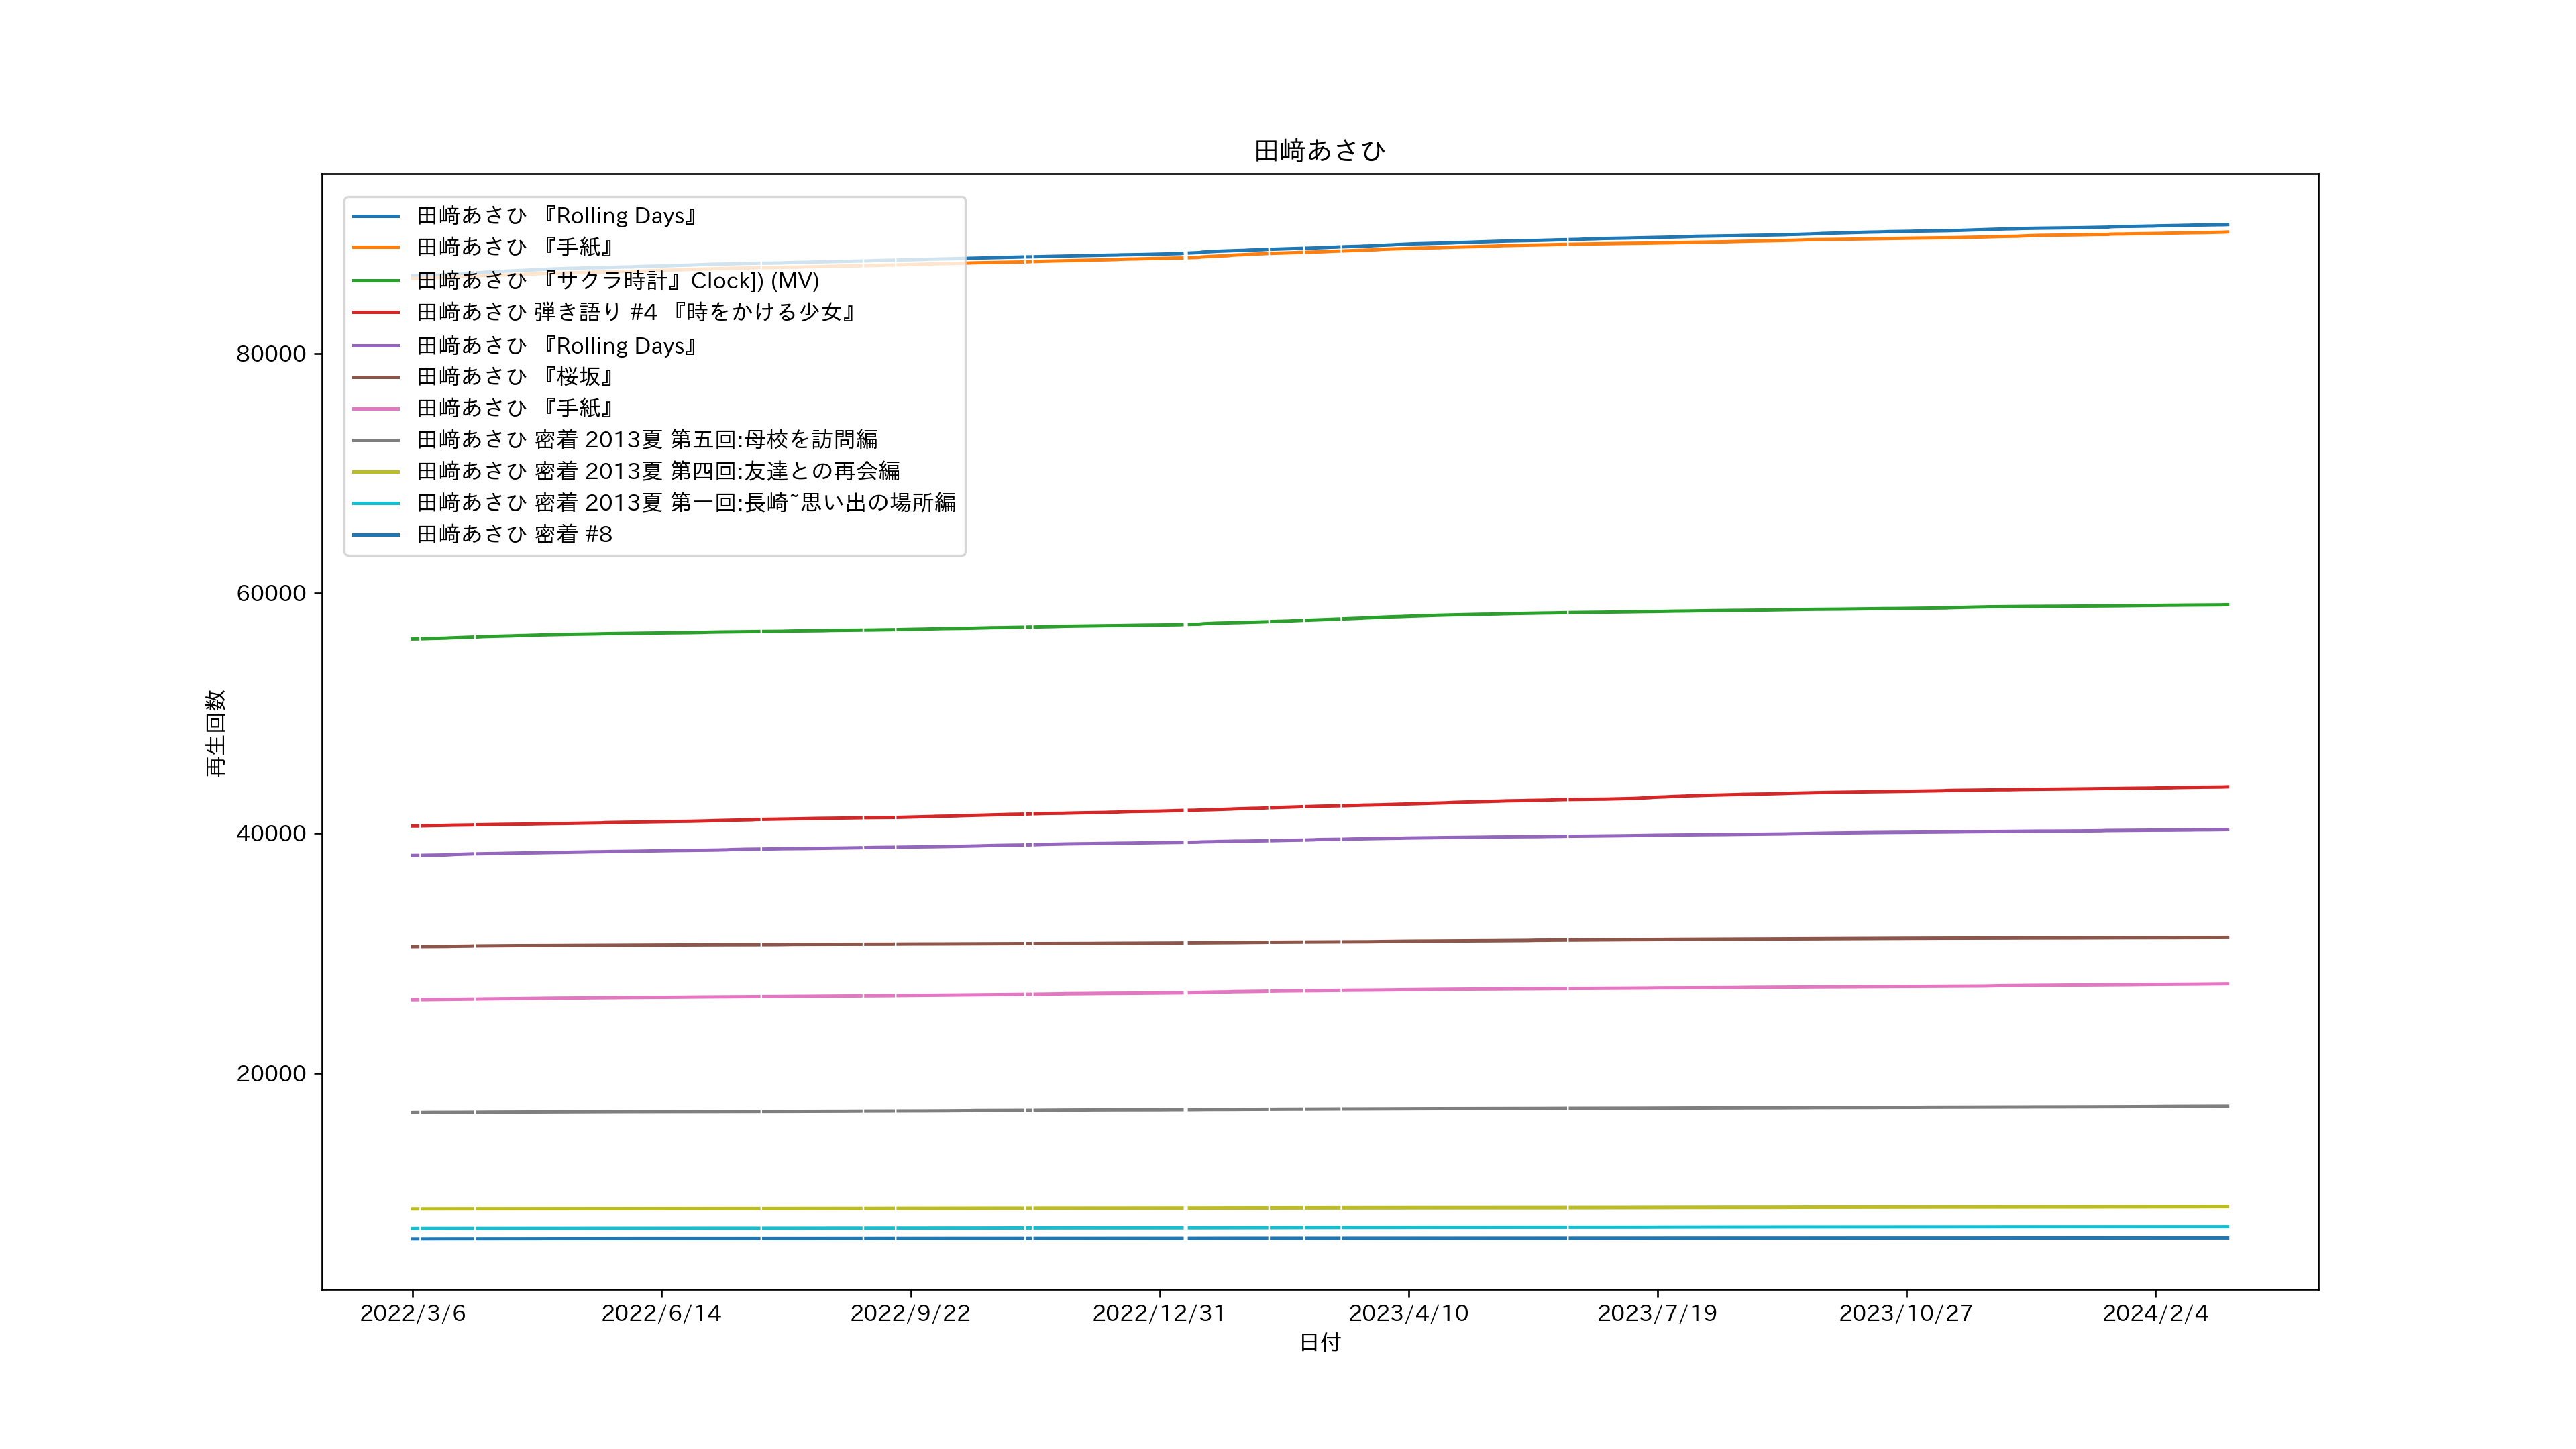 田﨑あさひ
田﨑あさひ 『Rolling Days』
田﨑あさひ 『手紙』
田﨑あさひ 『サクラ時計』Clock]) (MV)
田﨑あさひ 弾き語り #4 『時をかける少女』
田﨑あさひ 『Rolling Days』
田﨑あさひ 『桜坂』
田﨑あさひ 『手紙』
田﨑あさひ 密着 2013夏 第五回:母校を訪問編
田﨑あさひ 密着 2013夏 第四回:友達との再会編
田﨑あさひ 密着 2013夏 第一回:長崎~思い出の場所編
田﨑あさひ 密着 #8
80000
60000
40000
20000
再生回数
2022/3/6 2022/6/14 2022/9/22 2022/12/31 2023/4/10 2023/7/19 2023/10/27 2024/2/4
日付